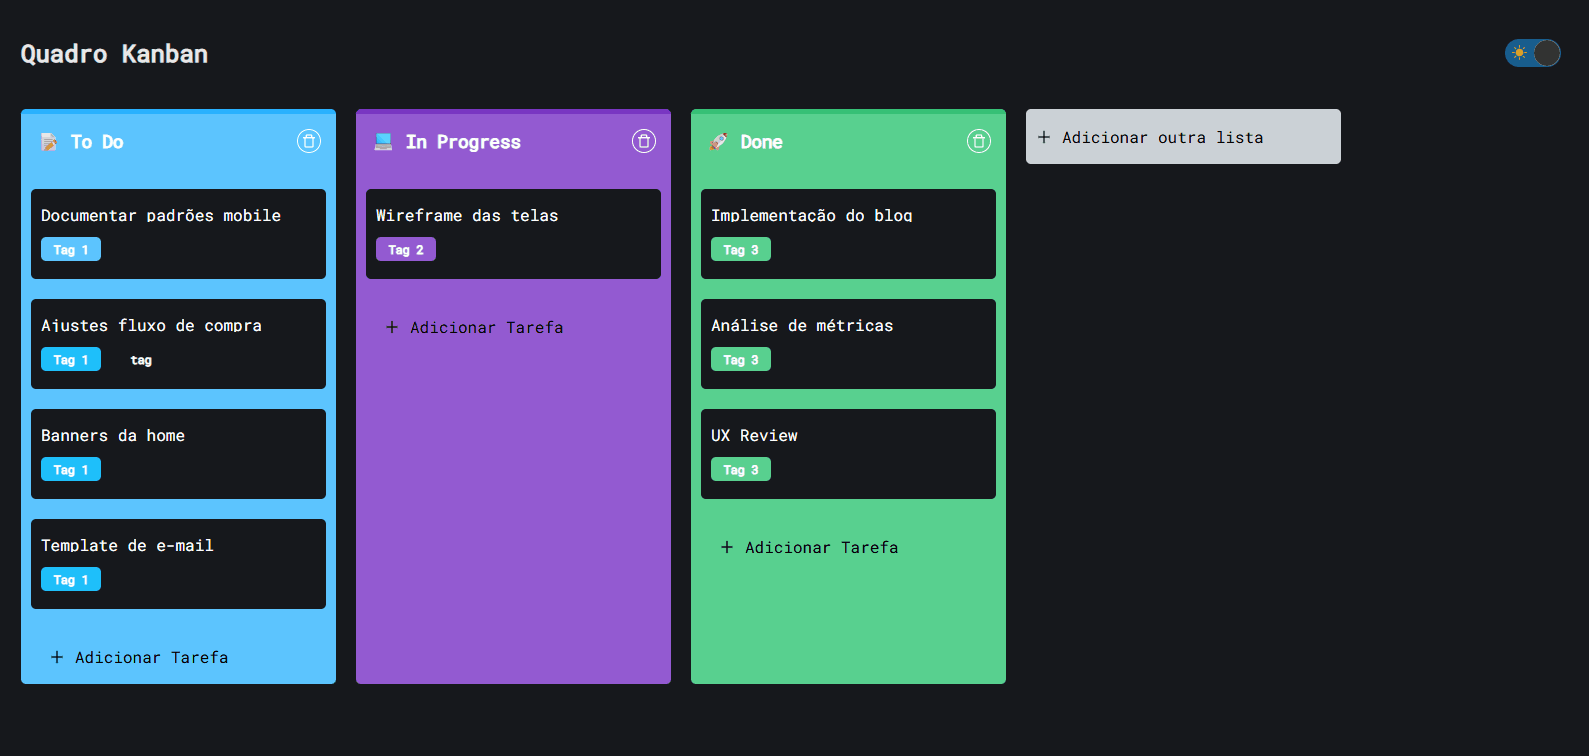 Quadro Kanban
To Do
Documentar padrões mobile
Tag 1
Ajustes fluxo de compra
Tag 1 tag
Banners da home
Tag 1
Template de e-mail
Tag 1
+ Adicionar Tarefa
In Progress
Wireframe das telas
Tag 2
+ Adicionar Tarefa
Done
Implementação do blog
Tag 3
Análise de métricas
Tag 3
UX Review
Tag 3
+ Adicionar Tarefa
+ Adicionar outra lista